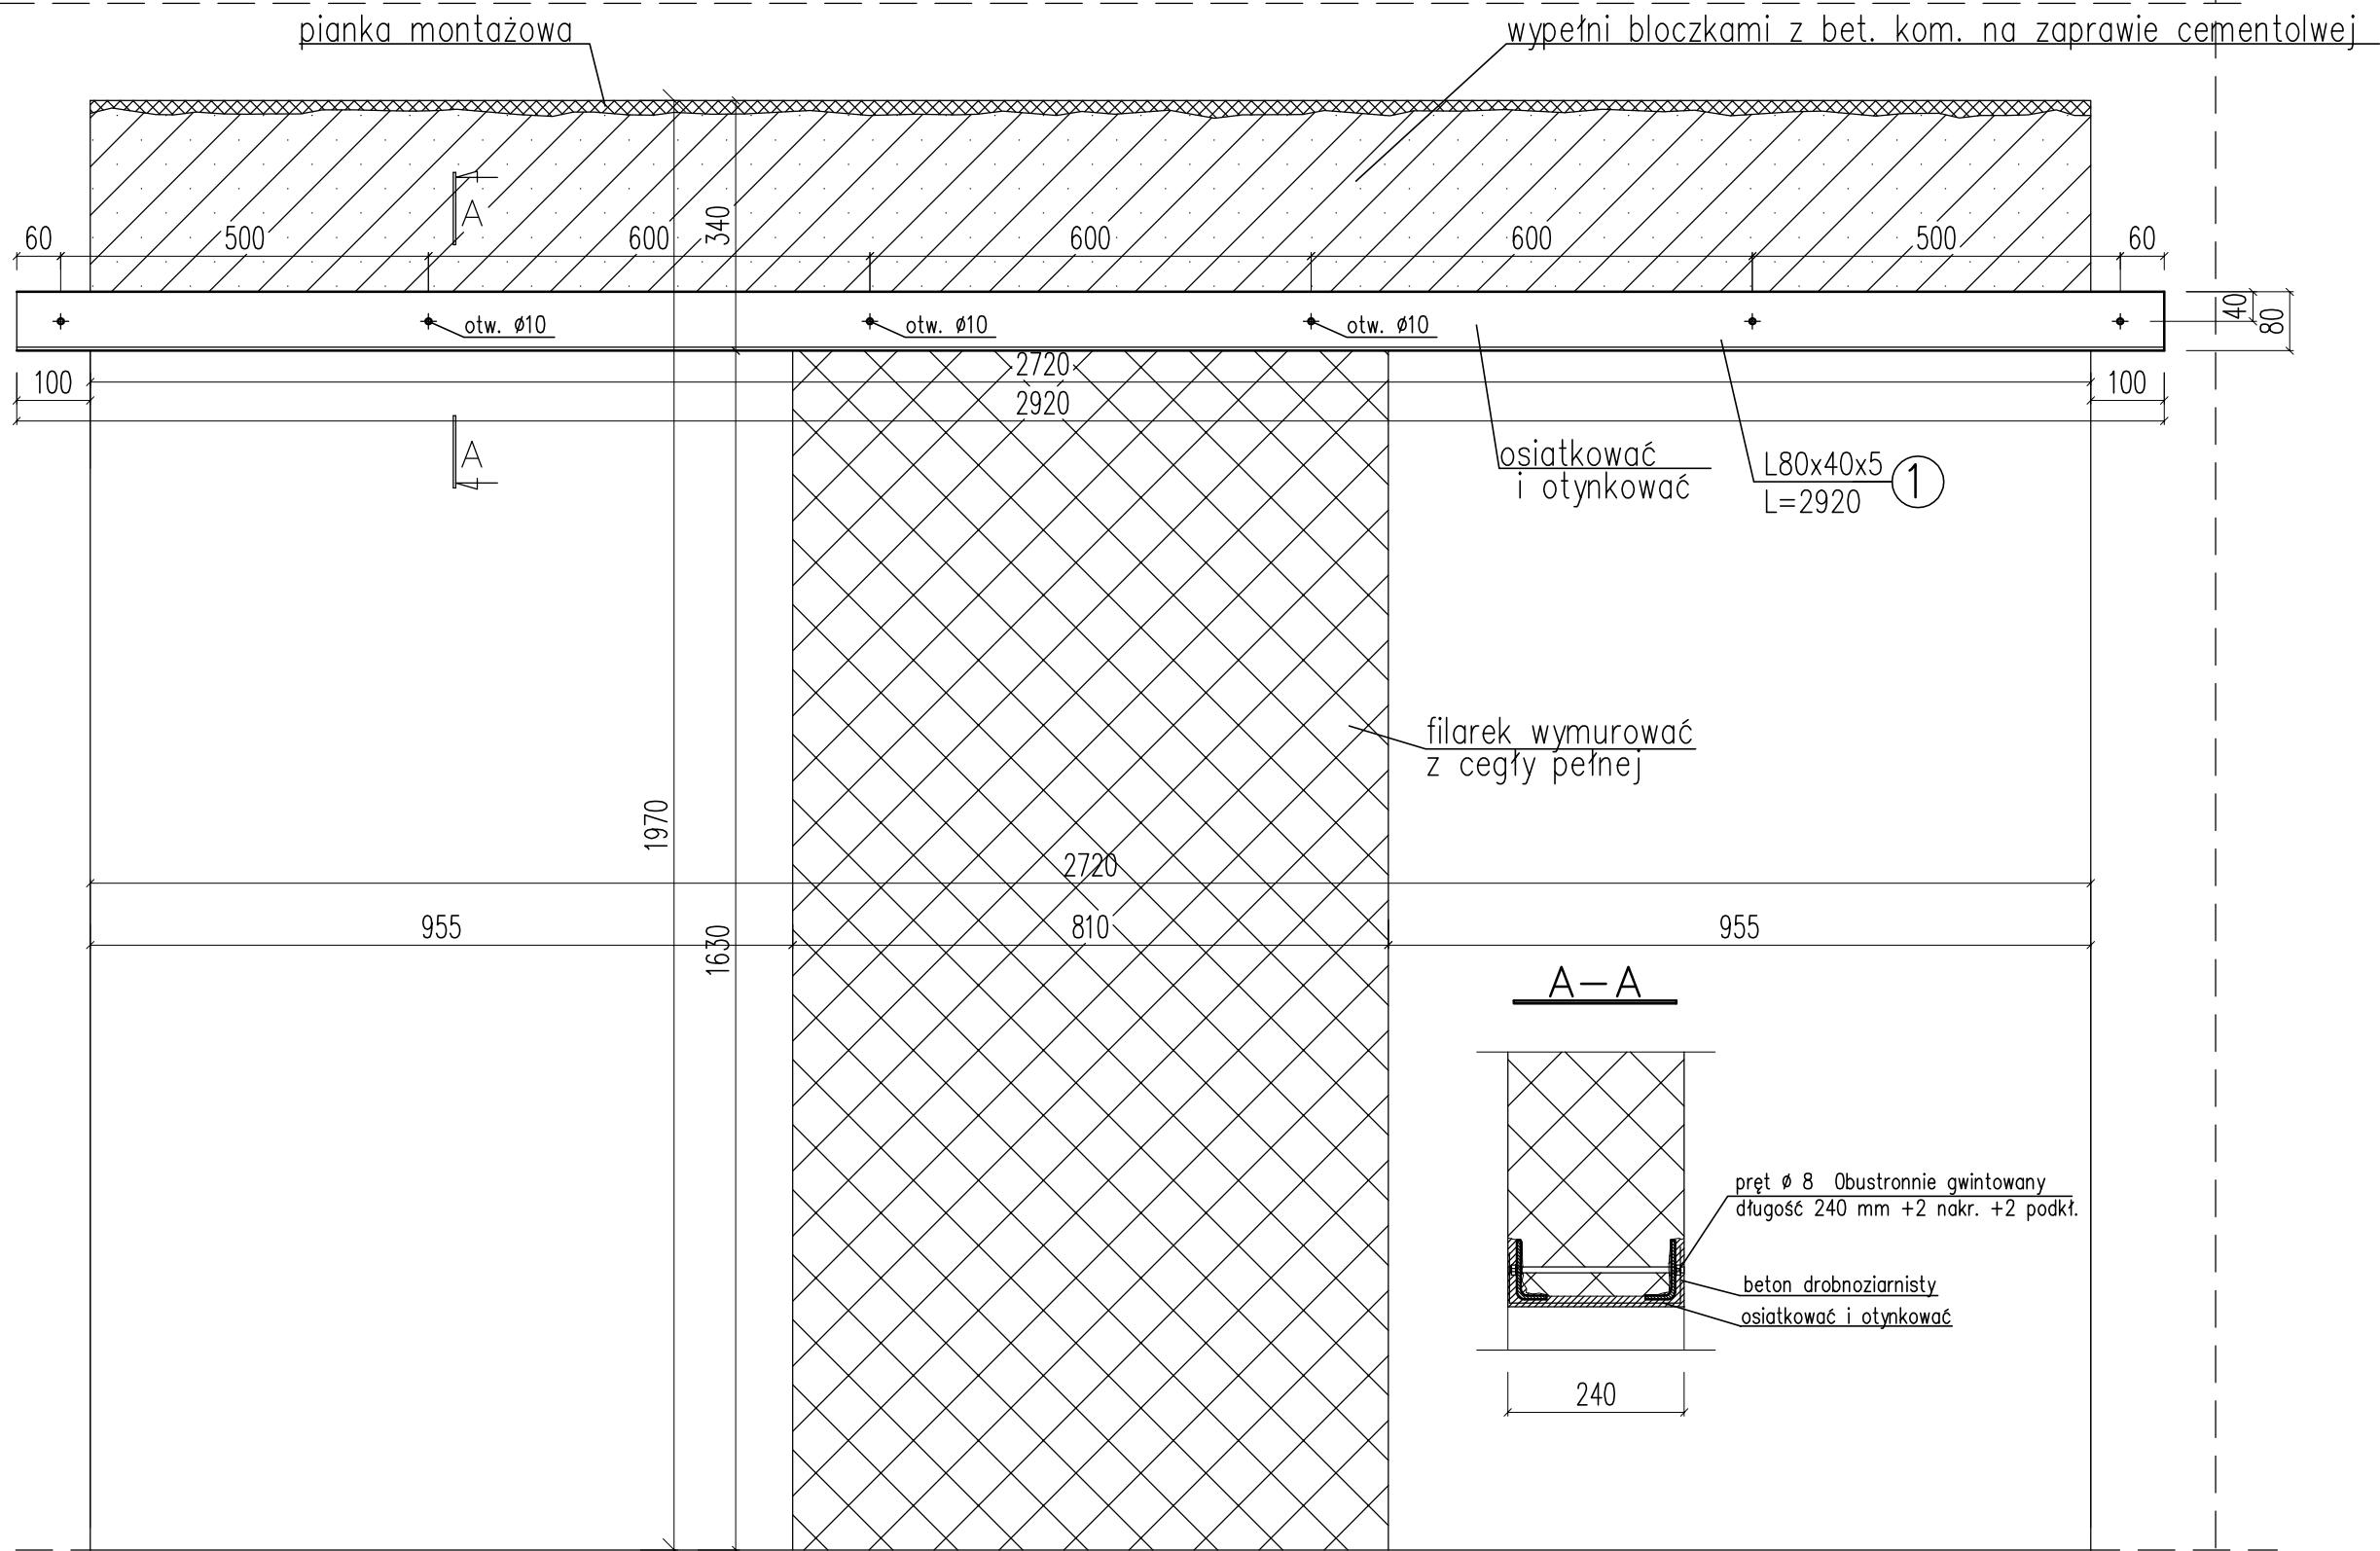 pianka montażowa
wypełni bloczkami z bet. kom. na zaprawie cementolwej
A
340
60
500
600
600
600
500
60
otw. ø10
otw. ø10
otw. ø10
40
80
100
2720
100
2920
A
osiatkować
i otynkować
L80x40x5
L=2920
1
filarek wymurować
z cegły pełnej
1970
2720
955
810
955
1630
A-A
pręt ø 8 Obustronnie gwintowany
długość 240 mm +2 nakr. +2 podkł.
beton drobnoziarnisty
osiatkować i otynkować
240